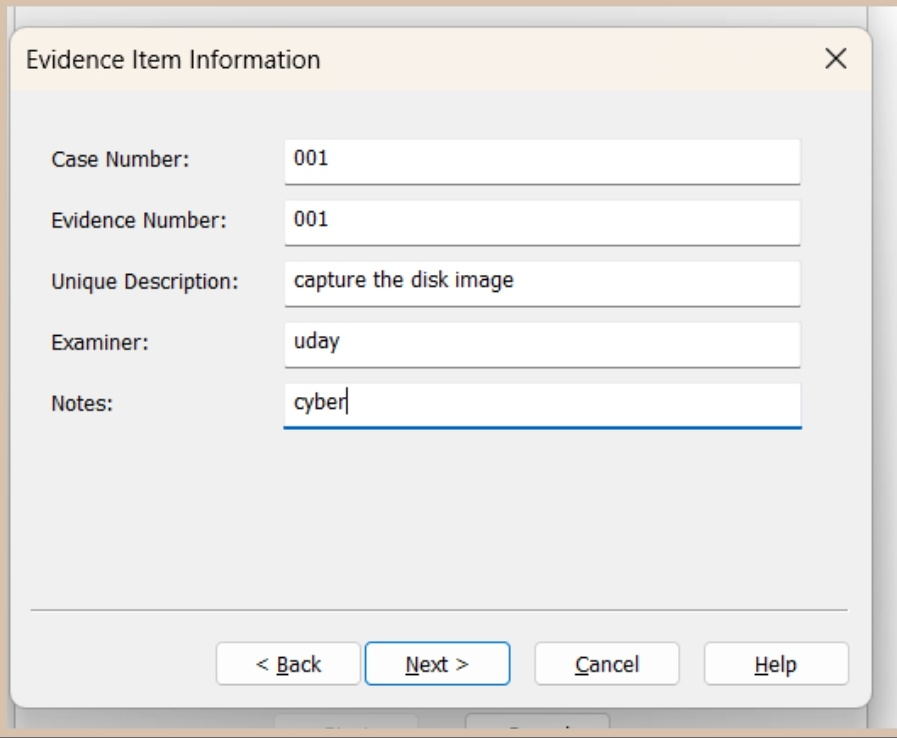 Evidence Item Information
Case Number: 001
Evidence Number: 001
Unique Description: capture the disk image
Examiner: uday
Notes: cyber
< Back Next > Cancel Help